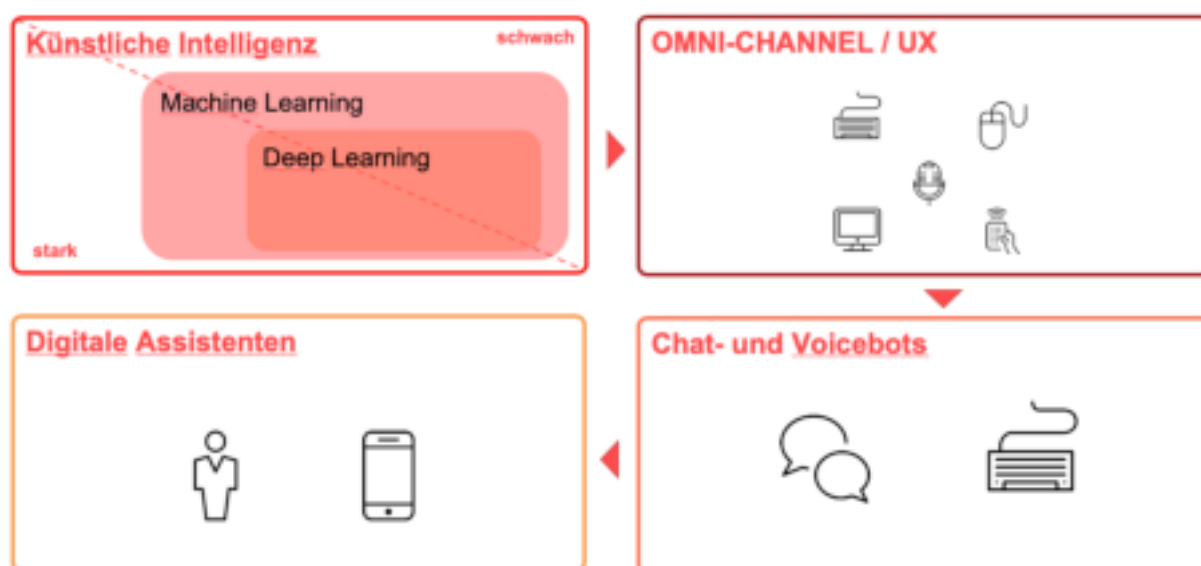 Künstliche Intelligenz
schwach
Machine Learning
Deep Learning
stark
OMNI-CHANNEL / UX
Digitale Assistenten
Chat- und Voicebots